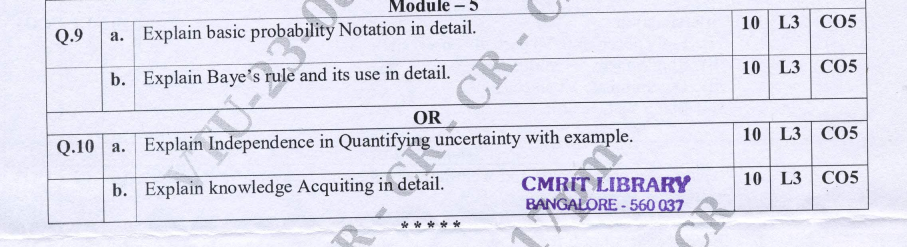 Module – 5
Q.9 a. Explain basic probability Notation in detail. 10 L3 CO5
b. Explain Baye's rule and its use in detail. 10 L3 CO5
OR
Q.10 a. Explain Independence in Quantifying uncertainty with example. 10 L3 CO5
b. Explain knowledge Acquiting in detail. 10 L3 CO5
CMRIT LIBRARY
BANGALORE - 560 037
*****